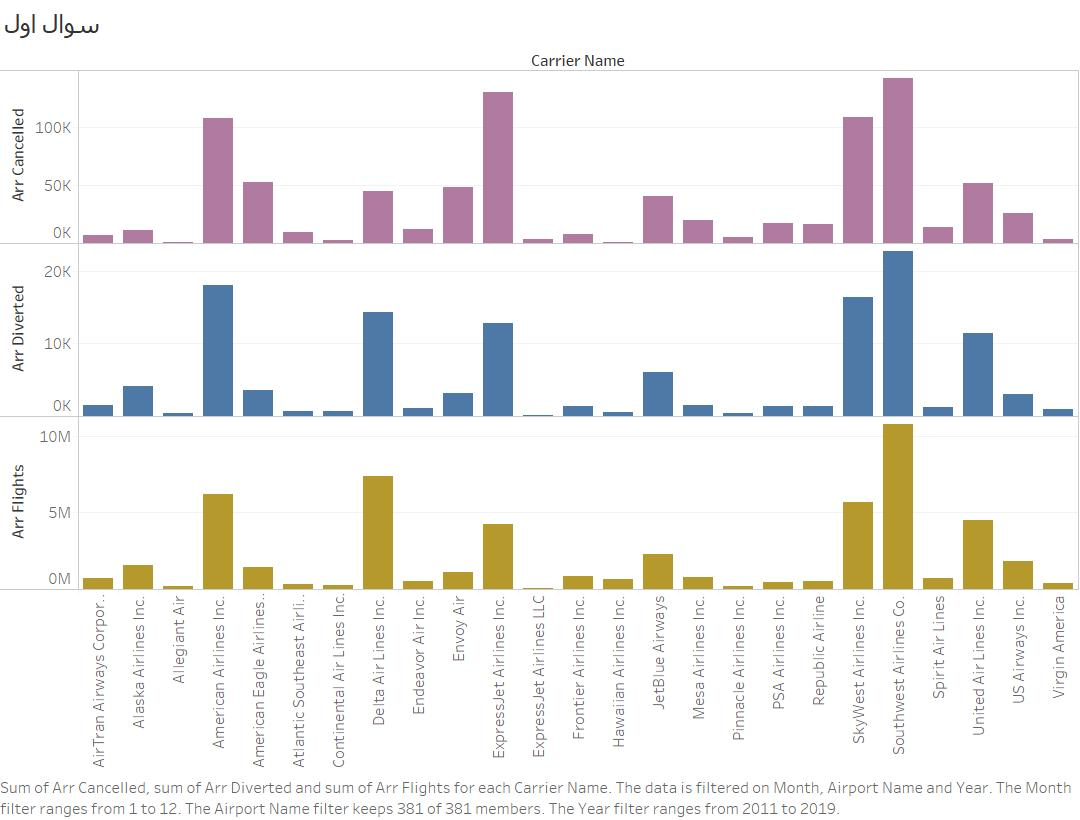 سوال اول
Carrier Name
Arr Cancelled
100K
50K
0K
Arr Diverted
20K
10K
0K
Arr Flights
10M
5M
0M
AirTran Airways Corpor..
Alaska Airlines Inc.
Allegiant Air
American Airlines Inc.
American Eagle Airlines..
Atlantic Southeast Airli..
Continental Air Lines Inc.
Delta Air Lines Inc.
Endeavor Air Inc.
Envoy Air
ExpressJet Airlines Inc.
ExpressJet Airlines LLC
Frontier Airlines Inc.
Hawaiian Airlines Inc.
JetBlue Airways
Mesa Airlines Inc.
Pinnacle Airlines Inc.
PSA Airlines Inc.
Republic Airline
SkyWest Airlines Inc.
Southwest Airlines Co.
Spirit Air Lines
United Air Lines Inc.
US Airways Inc.
Virgin America
Sum of Arr Cancelled, sum of Arr Diverted and sum of Arr Flights for each Carrier Name. The data is filtered on Month, Airport Name and Year. The Month
filter ranges from 1 to 12. The Airport Name filter keeps 381 of 381 members. The Year filter ranges from 2011 to 2019.